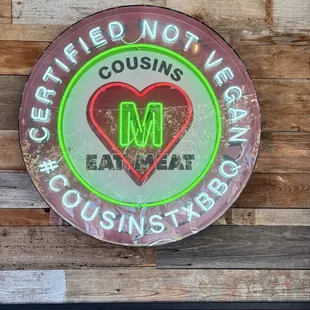 CERTIFIED NOT VEGAN
COUSINS
M
EAT MEAT
#COUSINSTXBBQ